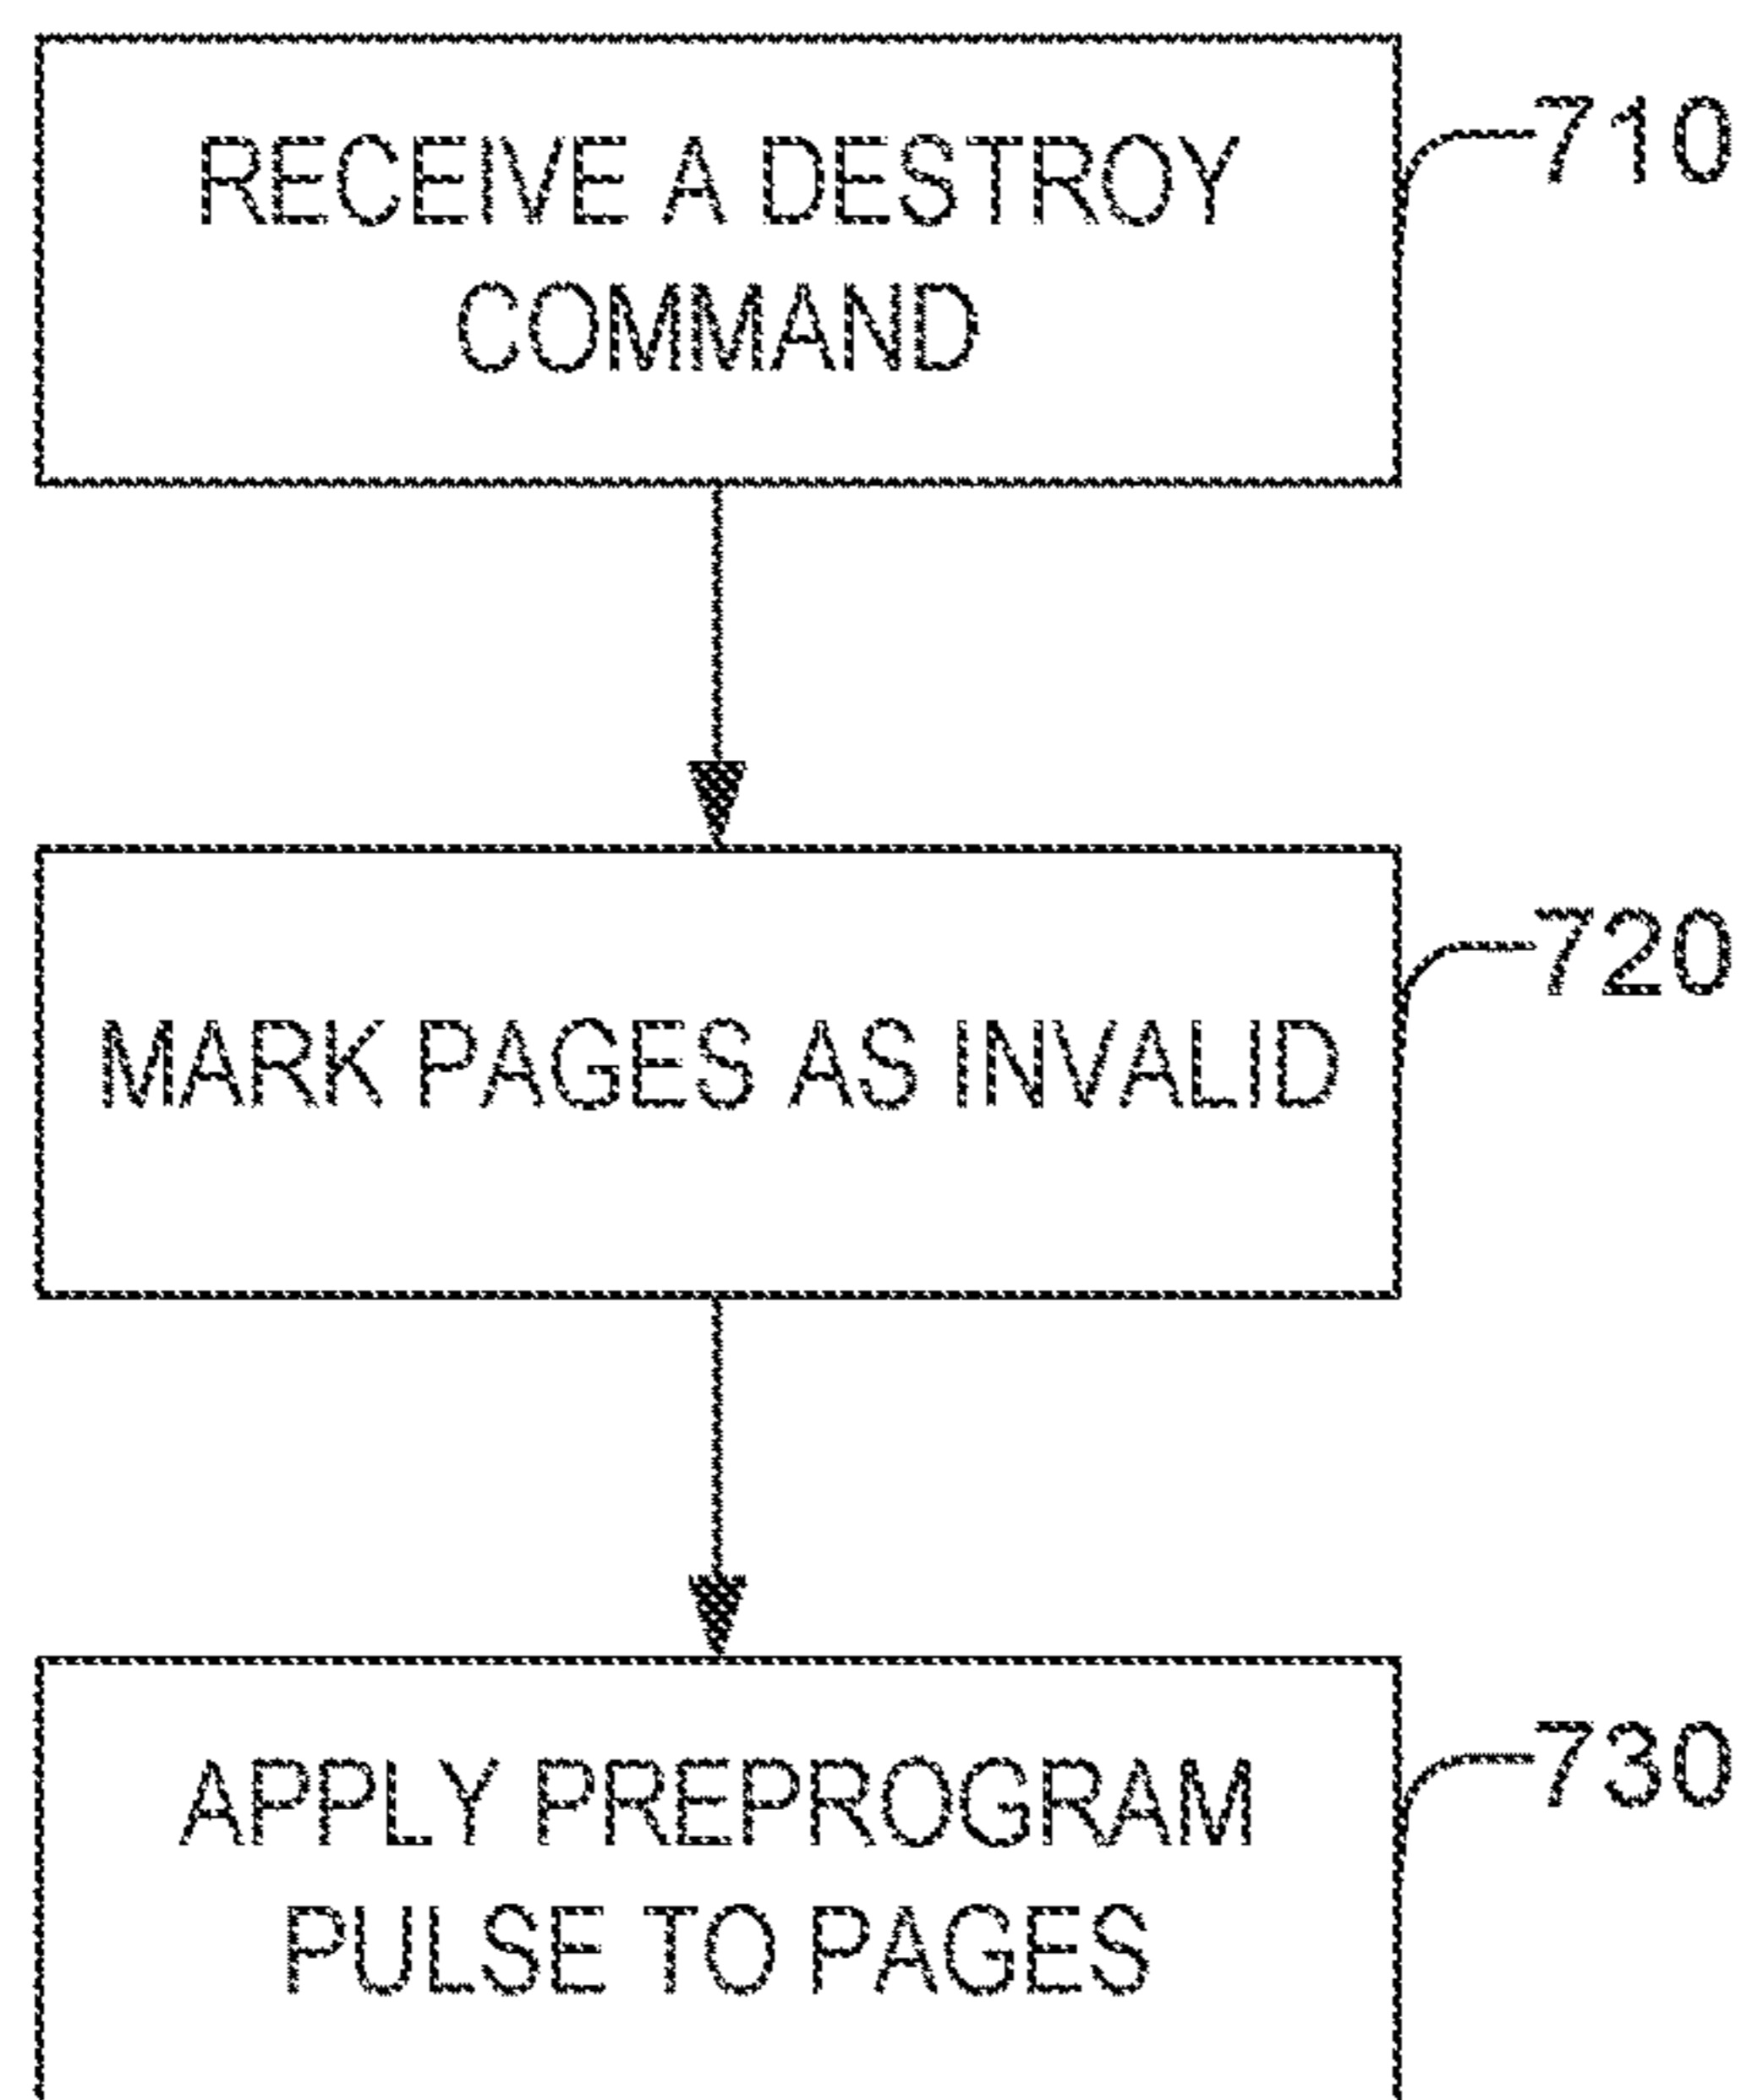 RECEIVE A DESTROY
COMMAND
710
MARK PAGES AS INVALID
720
APPLY PREPROGRAM
PULSE TO PAGES
730